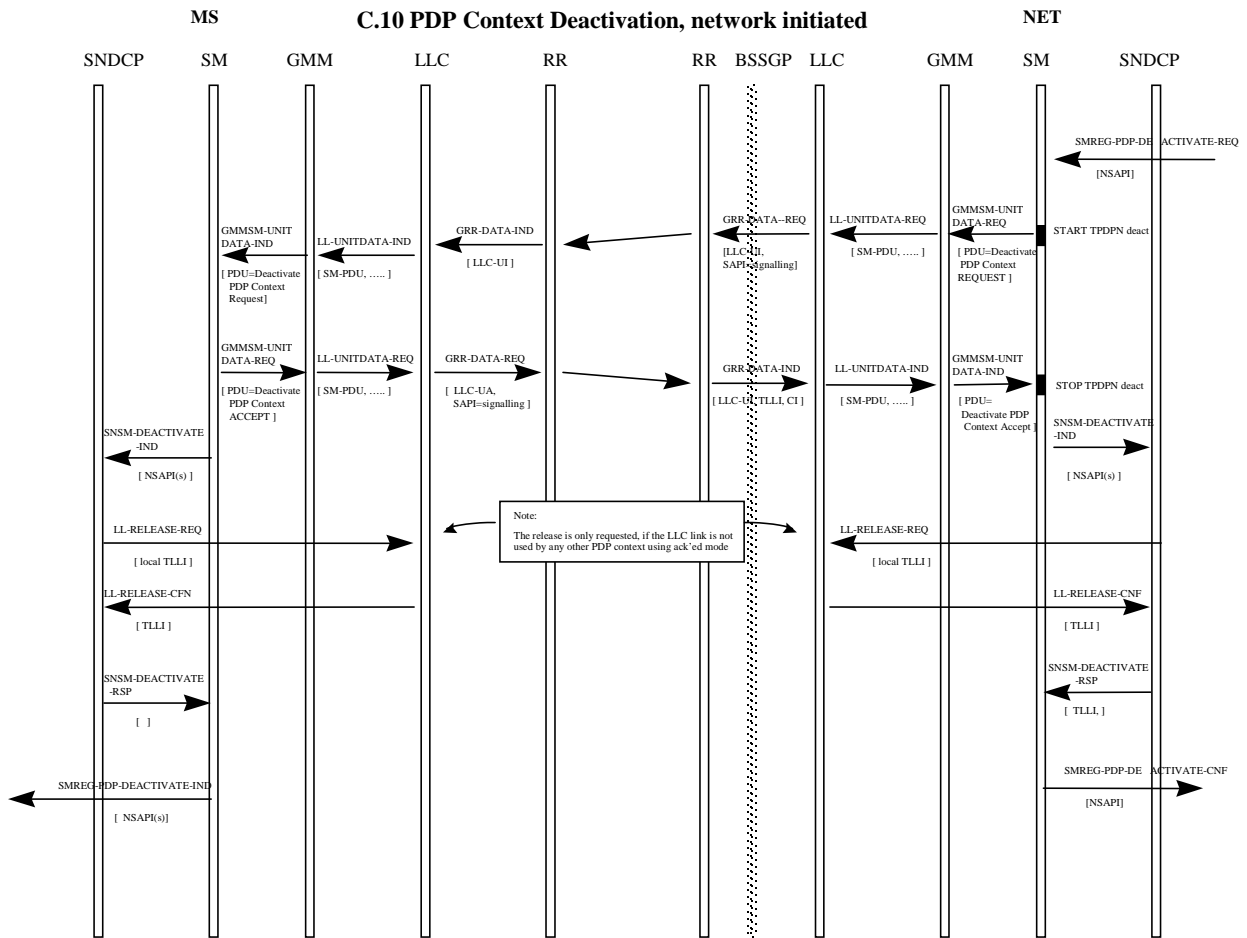 MS
C.10 PDP Context Deactivation, network initiated
NET
SNDCP SM GMM LLC RR RR BSSGP LLC GMM SM SNDCP
SMREG-PDP-DE ACTIVATE-REQ
[NSAPI]
GMMSM-UNIT
DATA-IND
[ PDU=Deactivate
PDP Context
Request]
LL-UNITDATA-IND
[ SM-PDU, ..... ]
GRR-DATA-IND
[ LLC-UI ]
GRR-DATA--REQ
[LLC-UI,
SAPI=signalling]
LL-UNITDATA-REQ
[ SM-PDU, ..... ]
GMMSM-UNIT
DATA-REQ
[ PDU=Deactivate
PDP Context
REQUEST ]
START TPDPN deact
GMMSM-UNIT
DATA-REQ
[ PDU=Deactivate
PDP Context
ACCEPT ]
LL-UNITDATA-REQ
[ SM-PDU, ..... ]
GRR-DATA-REQ
[ LLC-UA,
SAPI=signalling ]
GRR-DATA-IND
[ LLC-UI, TLLI, CI ]
LL-UNITDATA-IND
[ SM-PDU, ..... ]
GMMSM-UNIT
DATA-IND
[ PDU=
Deactivate PDP
Context Accept ]
STOP TPDPN deact
SNSM-DEACTIVATE
-IND
[ NSAPI(s) ]
SNSM-DEACTIVATE
-IND
[ NSAPI(s) ]
Note:
The release is only requested, if the LLC link is not
used by any other PDP context using ack'ed mode
LL-RELEASE-REQ
[ local TLLI ]
LL-RELEASE-REQ
[ local TLLI ]
LL-RELEASE-CFN
[ TLLI ]
LL-RELEASE-CNF
[ TLLI ]
SNSM-DEACTIVATE
-RSP
[ ]
SNSM-DEACTIVATE
-RSP
[ TLLI, ]
SMREG-PDP-DEACTIVATE-IND
[ NSAPI(s)]
SMREG-PDP-DE ACTIVATE-CNF
[NSAPI]